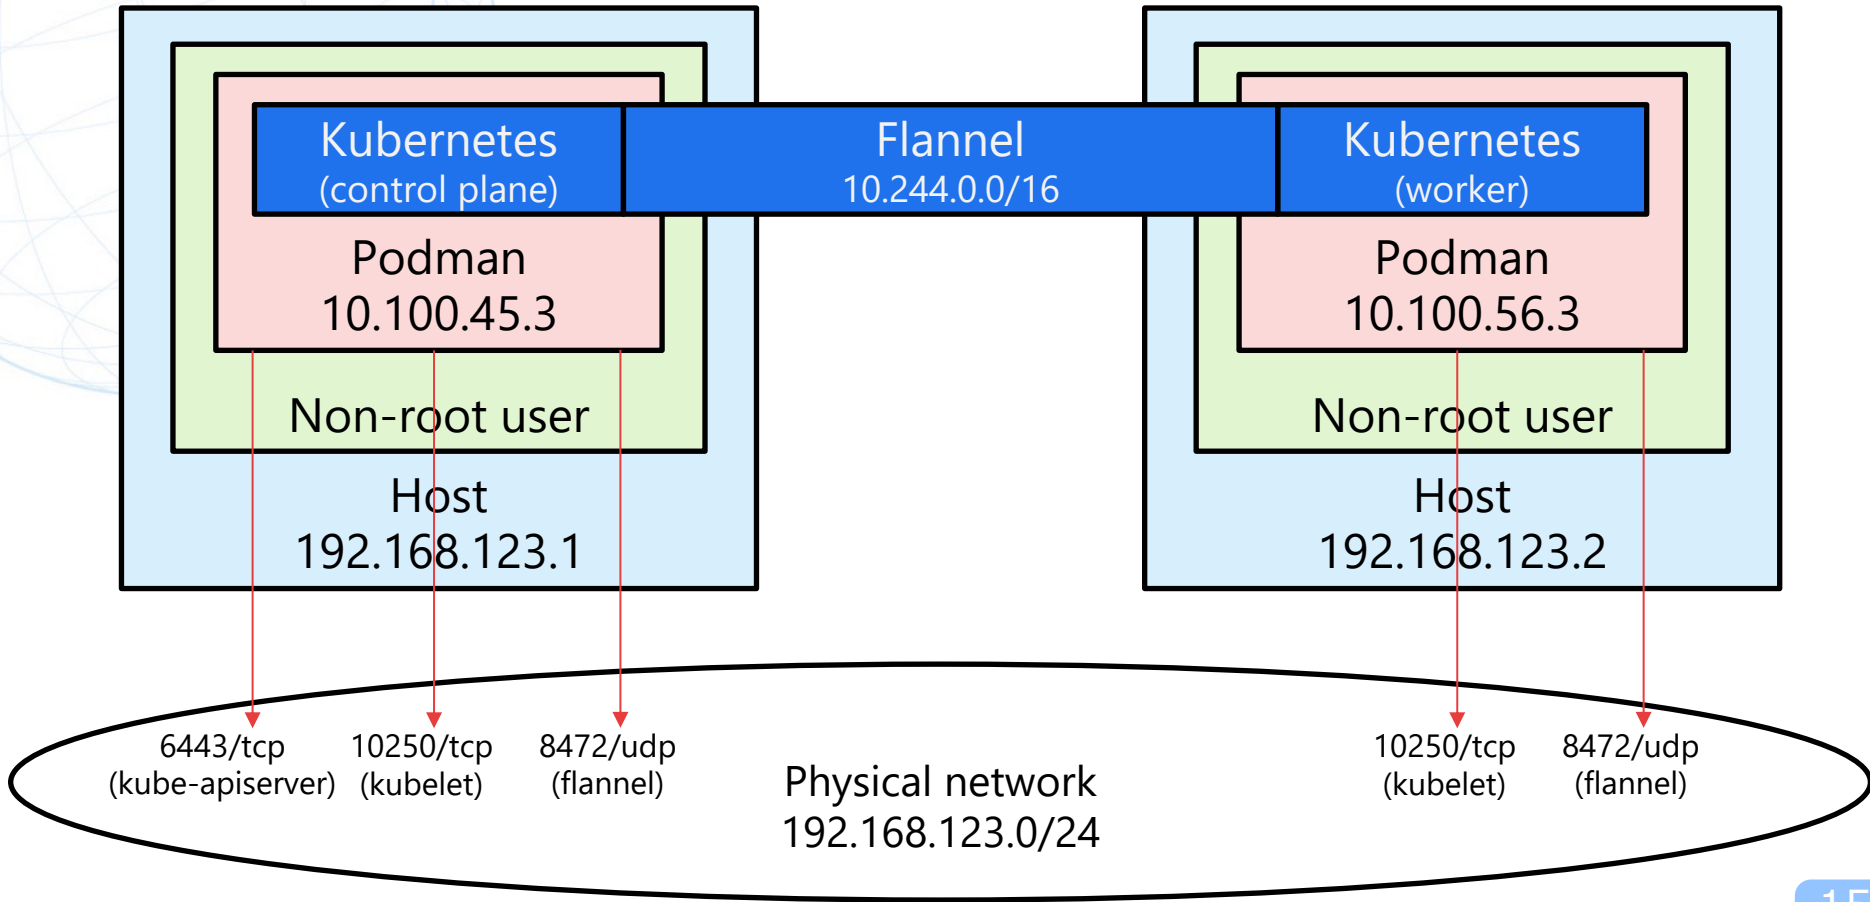 Kubernetes
(control plane)
Flannel
10.244.0.0/16
Kubernetes
(worker)
Podman
10.100.45.3
Podman
10.100.56.3
Non-root user
Non-root user
Host
192.168.123.1
Host
192.168.123.2
6443/tcp
(kube-apiserver)
10250/tcp
(kubelet)
8472/udp
(flannel)
Physical network
192.168.123.0/24
10250/tcp
(kubelet)
8472/udp
(flannel)